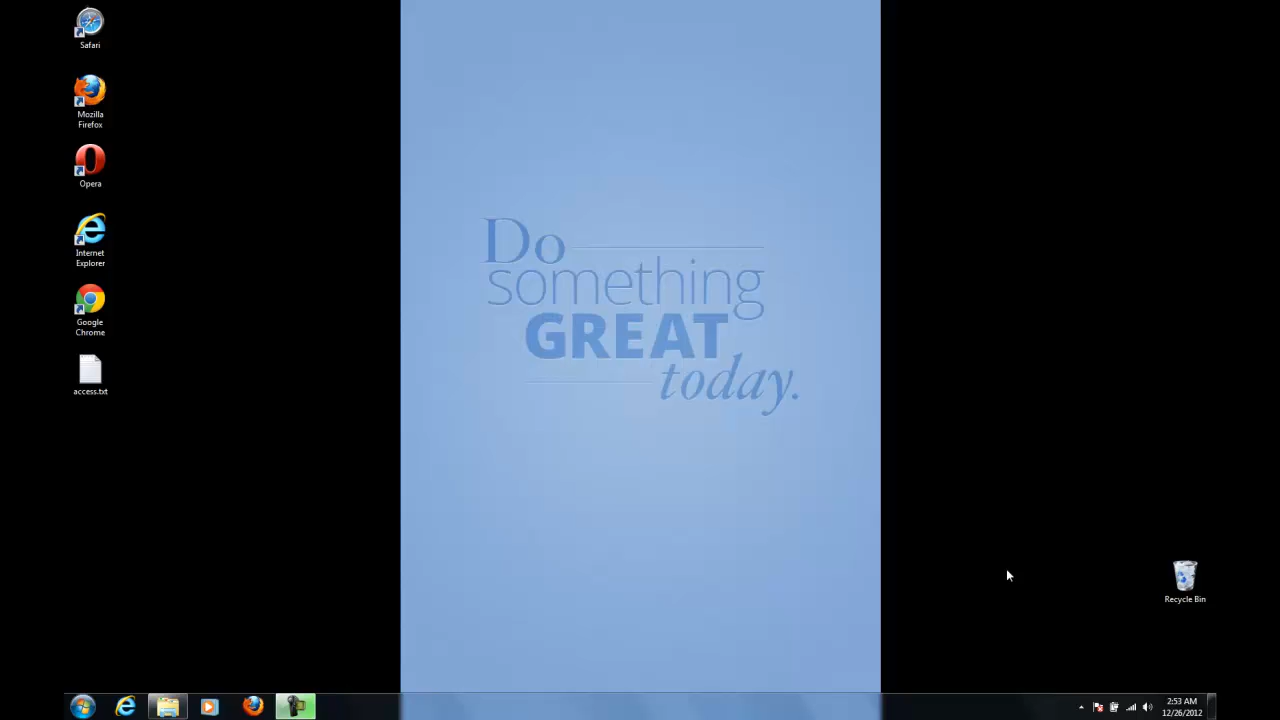 Safari
Mozilla
Firefox
Opera
Internet
Explorer
Google
Chrome
access.txt
Do
something
GREAT
today.
Recycle Bin
2:53 AM
12/26/2012